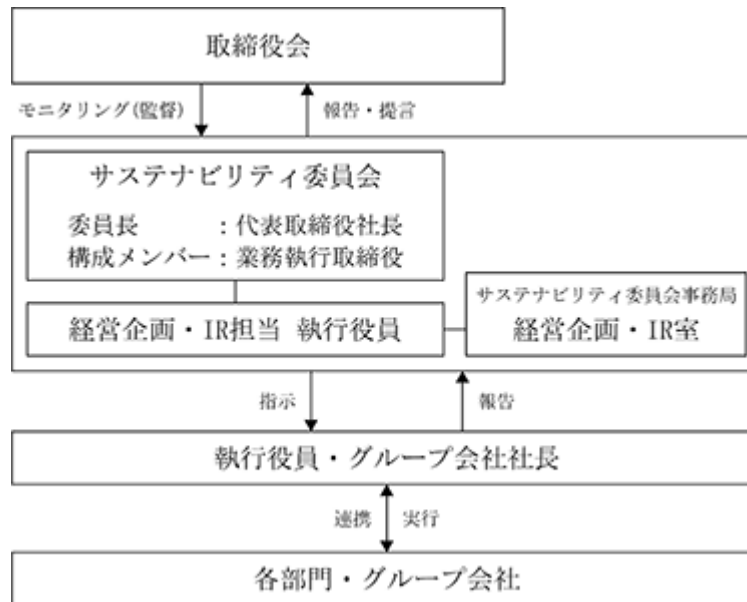 取締役会
モニタリング(監督)
報告・提言
サステナビリティ委員会
委員長　　　：代表取締役社長
構成メンバー：業務執行取締役
サステナビリティ委員会事務局
経営企画・IR担当 執行役員
経営企画・IR室
指示
報告
執行役員・グループ会社社長
連携
実行
各部門・グループ会社